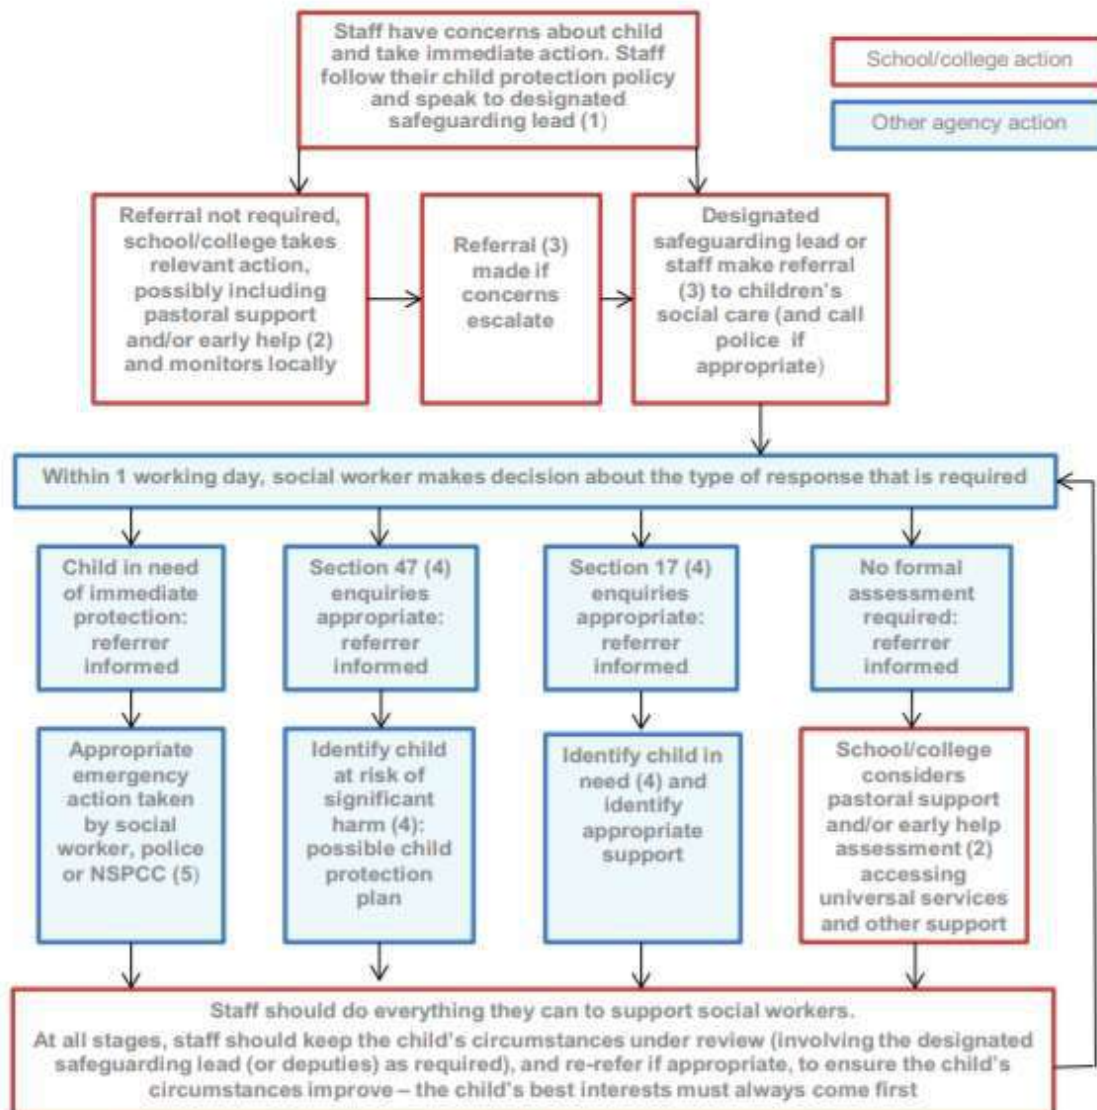 Staff have concerns about child
and take immediate action. Staff
follow their child protection policy
and speak to designated
safeguarding lead (1)
School/college action
Other agency action
Referral not required,
school/college takes
relevant action,
possibly including
pastoral support
and/or early help (2)
and monitors locally
Referral (3)
made if
concerns
escalate
Designated
safeguarding lead or
staff make referral
(3) to children's
social care (and call
police if
appropriate)
Within 1 working day, social worker makes decision about the type of response that is required
Child in need
of immediate
protection:
referrer
informed
Section 47 (4)
enquiries
appropriate:
referrer
informed
Section 17 (4)
enquiries
appropriate:
referrer
informed
No formal
assessment
required:
referrer
informed
Appropriate
emergency
action taken
by social
worker, police
or NSPCC (5)
Identify child
at risk of
significant
harm (4):
possible child
protection
plan
Identify child in
need (4) and
identify
appropriate
support
School/college
considers
pastoral support
and/or early help
assessment (2)
accessing
universal services
and other support
Staff should do everything they can to support social workers.
At all stages, staff should keep the child's circumstances under review (involving the designated
safeguarding lead (or deputies) as required), and re-refer if appropriate, to ensure the child's
circumstances improve – the child's best interests must always come first